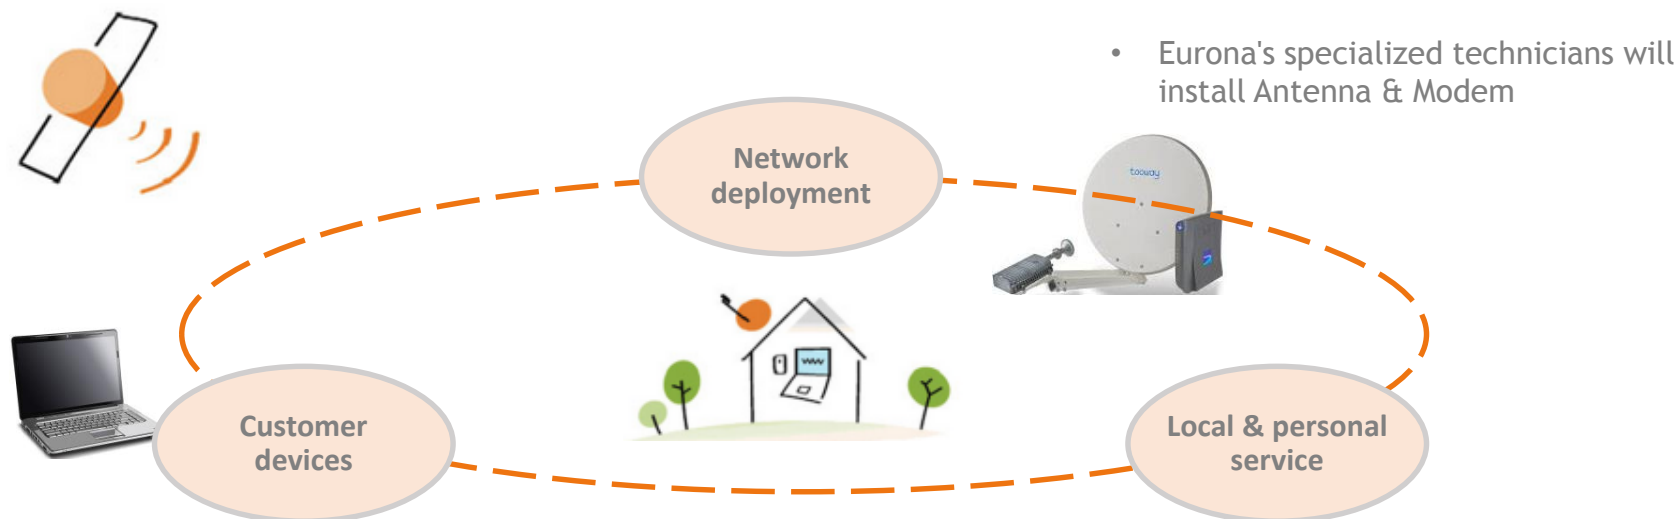 • Eurona's specialized technicians will
install Antenna & Modem
Network
deployment
tooway
Customer
devices
Local & personal
service